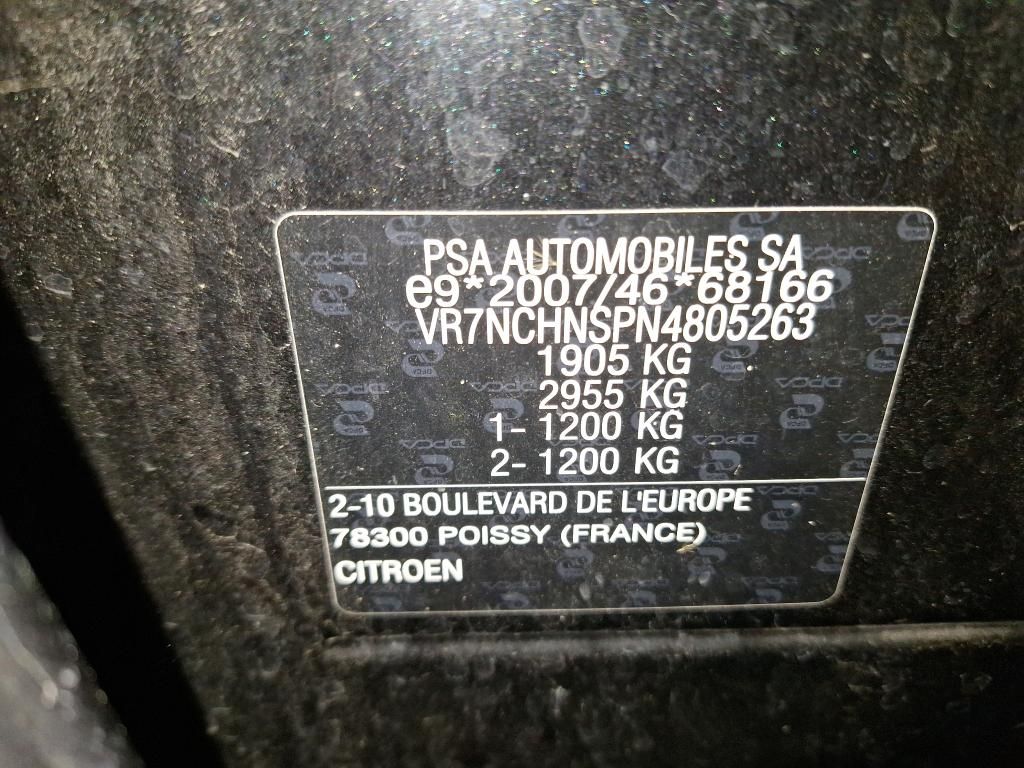 PSA AUTOMOBILES SA
e9*2007/46*68166
VR7NCHNSPN4805263
1905 KG
2955 KG
1- 1200 KG
2- 1200 KG
2-10 BOULEVARD DE L'EUROPE
78300 POISSY (FRANCE)
CITROEN